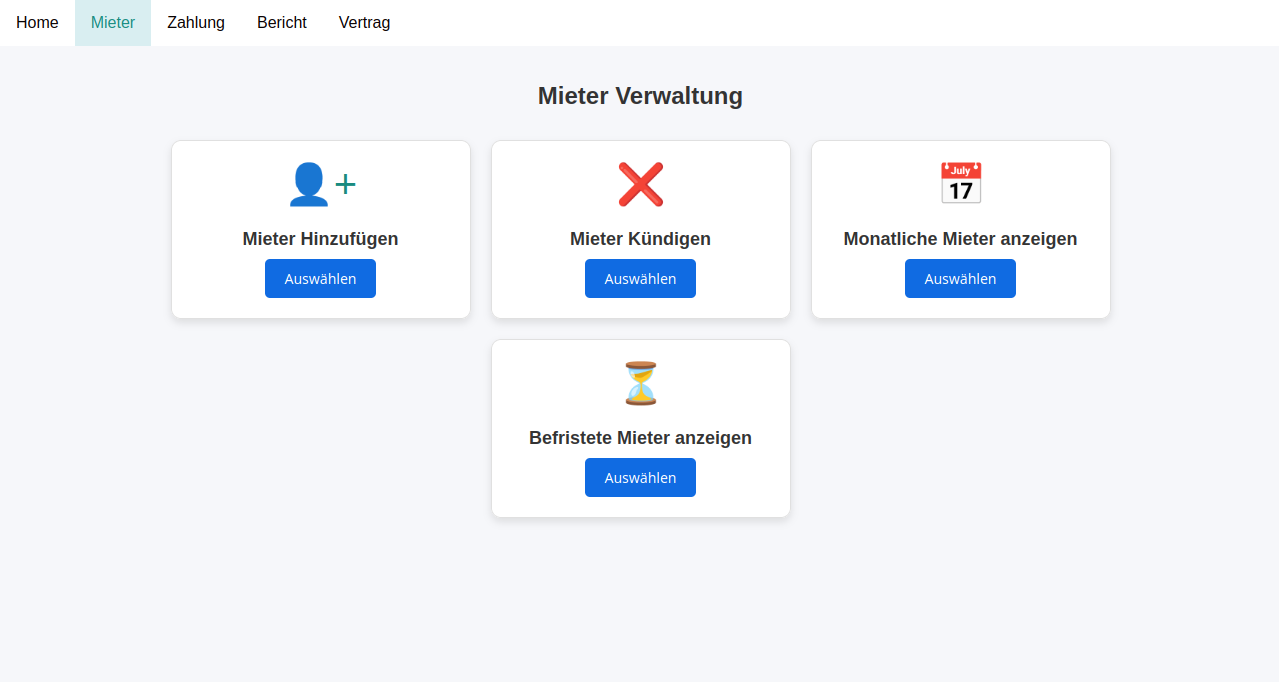 Home Mieter Zahlung Bericht Vertrag
Mieter Verwaltung
+
July
17
Mieter Hinzufügen
Mieter Kündigen
Monatliche Mieter anzeigen
Auswählen
Auswählen
Auswählen
Befristete Mieter anzeigen
Auswählen